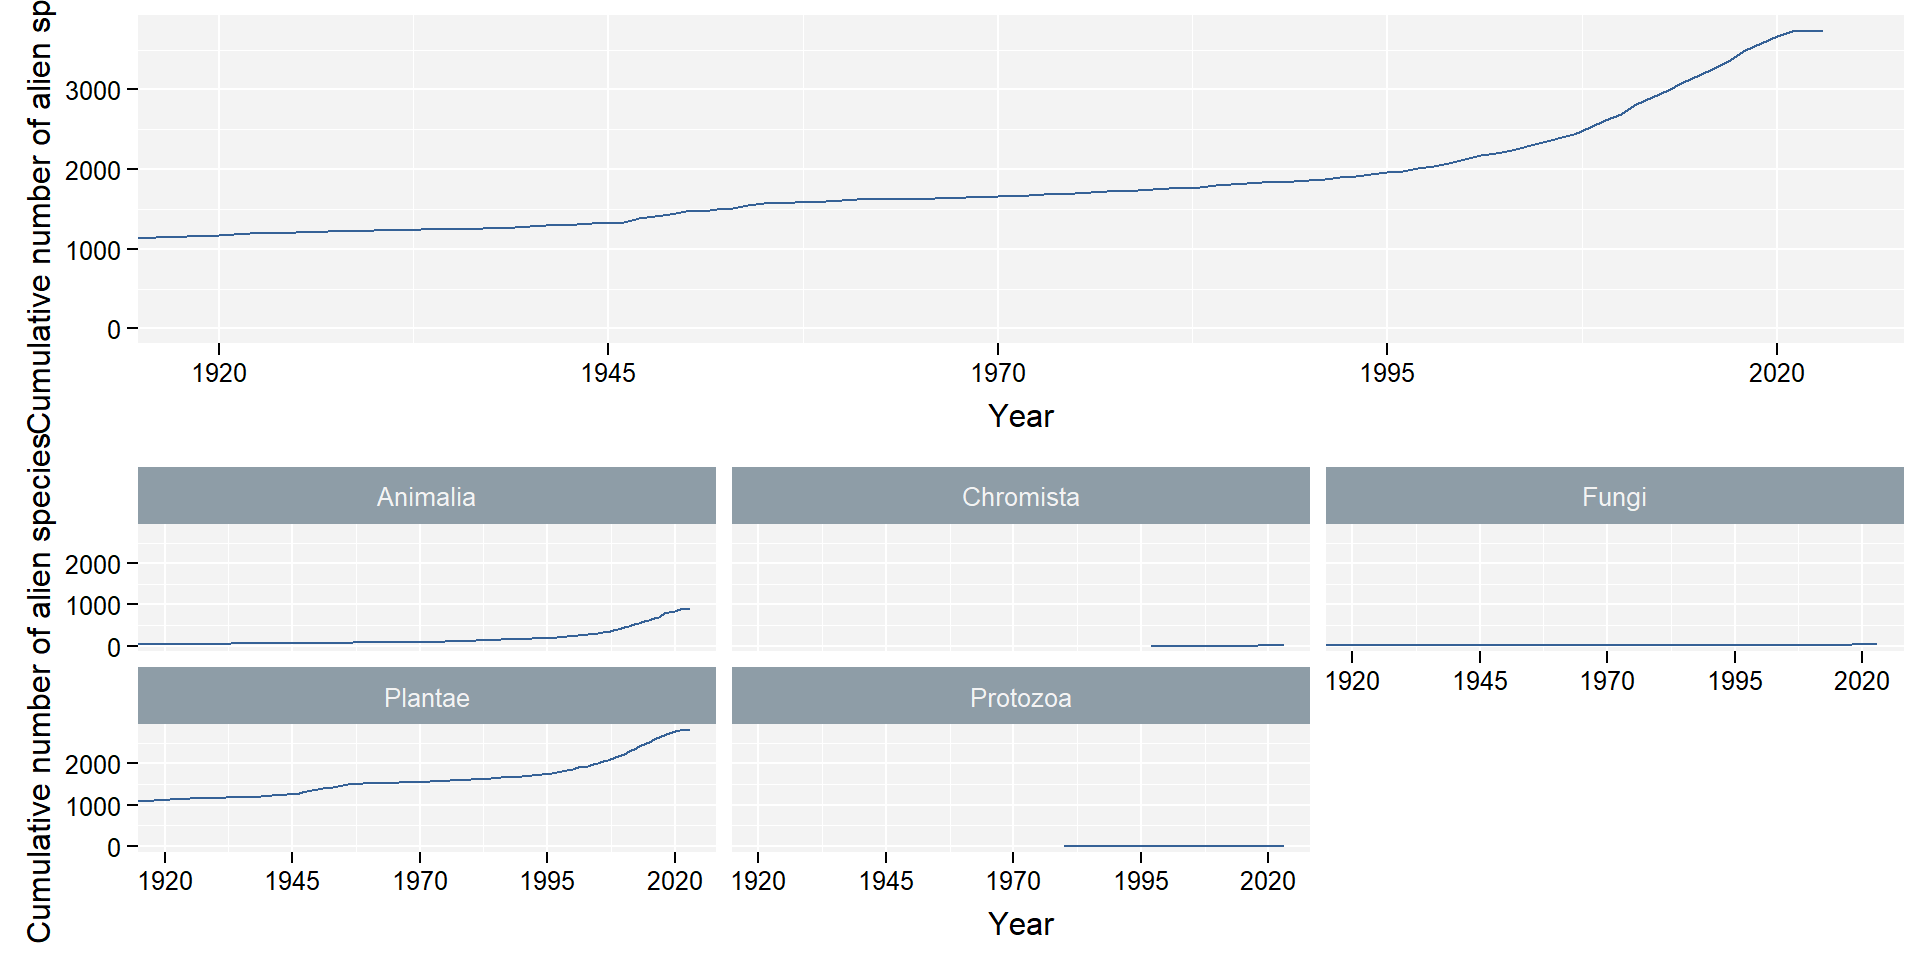 Cumulative number of alien sp
3000
2000
1000
0
1920 1945 1970 1995 2020
Year
Cumulative number of alien species
Animalia Chromista Fungi
2000
1000
0
1920 1945 1970 1995 2020
Plantae Protozoa
2000
1000
0
1920 1945 1970 1995 2020 1920 1945 1970 1995 2020
Year